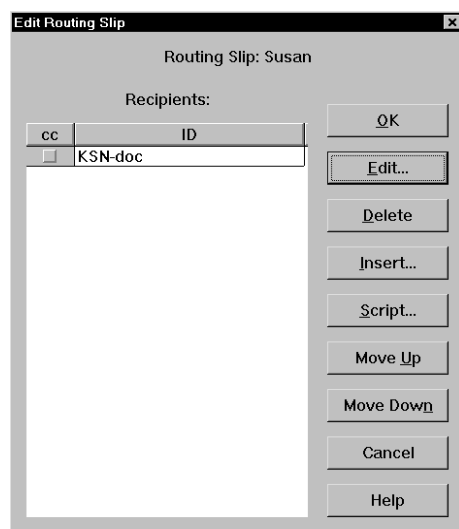 Edit Routing Slip
Routing Slip: Susan
Recipients:
cc ID
KSN-doc
OK
Edit...
Delete
Insert...
Script...
Move Up
Move Down
Cancel
Help